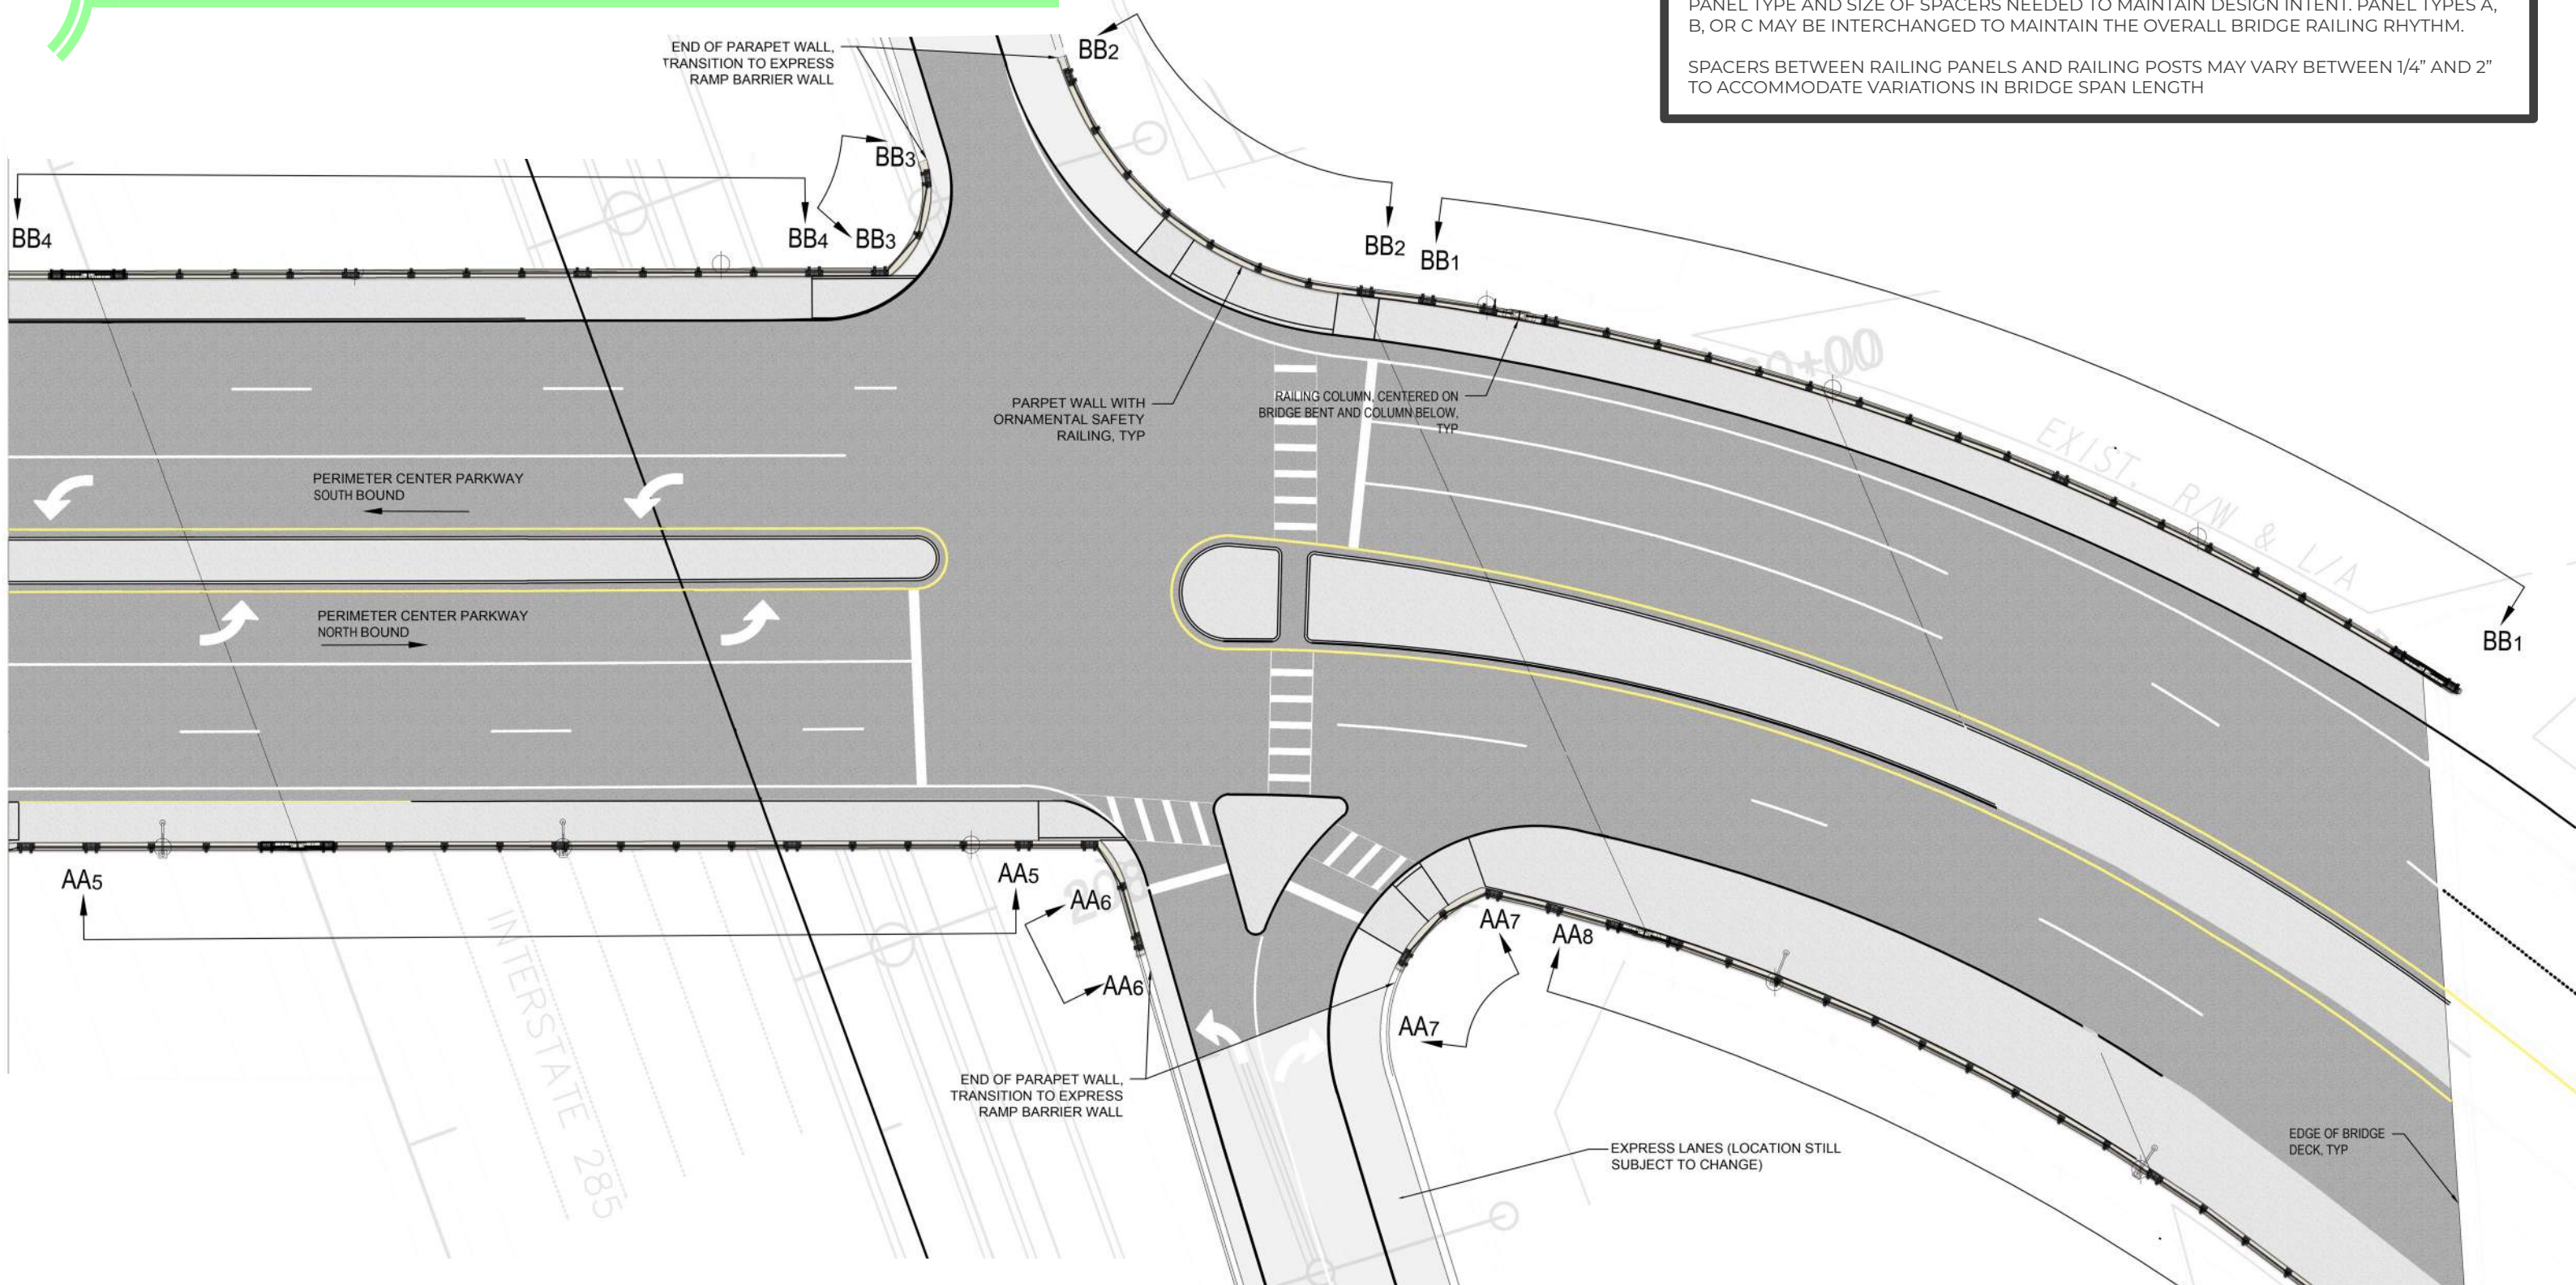 PANEL TYPE AND SIZE OF SPACERS NEEDED TO MAINTAIN DESIGN INTENT. PANEL TYPES A,
B, OR C MAY BE INTERCHANGED TO MAINTAIN THE OVERALL BRIDGE RAILING RHYTHM.
SPACERS BETWEEN RAILING PANELS AND RAILING POSTS MAY VARY BETWEEN 1/4” AND 2”
TO ACCOMMODATE VARIATIONS IN BRIDGE SPAN LENGTH
END OF PARAPET WALL,
TRANSITION TO EXPRESS
RAMP BARRIER WALL
BB2
BB3
BB4
BB4
BB3
BB2
BB1
PARPET WALL WITH
ORNAMENTAL SAFETY
RAILING, TYP
RAILING COLUMN, CENTERED ON
BRIDGE BENT AND COLUMN BELOW,
TYP
EXIST. R/W & L/A
BB1
PERIMETER CENTER PARKWAY
SOUTH BOUND
PERIMETER CENTER PARKWAY
NORTH BOUND
AA5
AA5
AA6
AA6
AA7
AA8
AA7
INTERSTATE 285
END OF PARAPET WALL,
TRANSITION TO EXPRESS
RAMP BARRIER WALL
EXPRESS LANES (LOCATION STILL
SUBJECT TO CHANGE)
EDGE OF BRIDGE
DECK, TYP